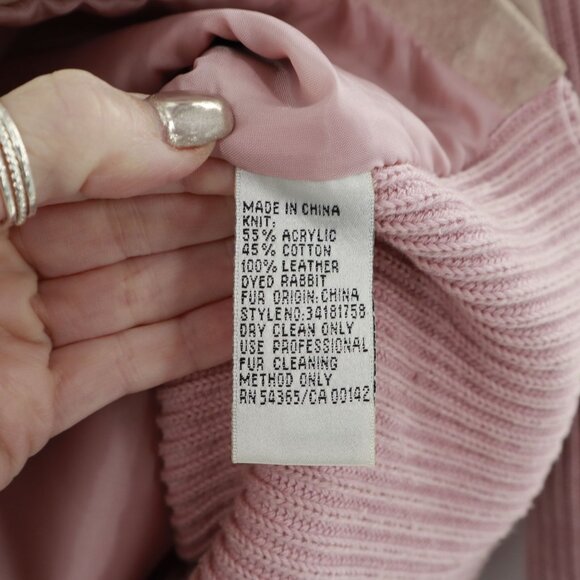 MADE IN CHINA
KNIT:
55% ACRYLIC
45% COTTON
100% LEATHER
DYED RABBIT
FUR ORIGIN: CHINA
STYLENO: 34181758
DRY CLEAN ONLY
USE PROFESSIONAL
FUR CLEANING
METHOD ONLY
RN 54365/CA 00142